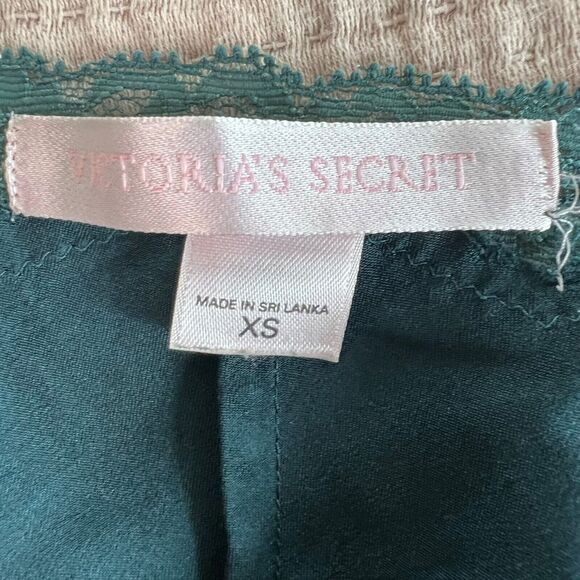 VICTORIA'S SECRET
MADE IN SRI LANKA
XS